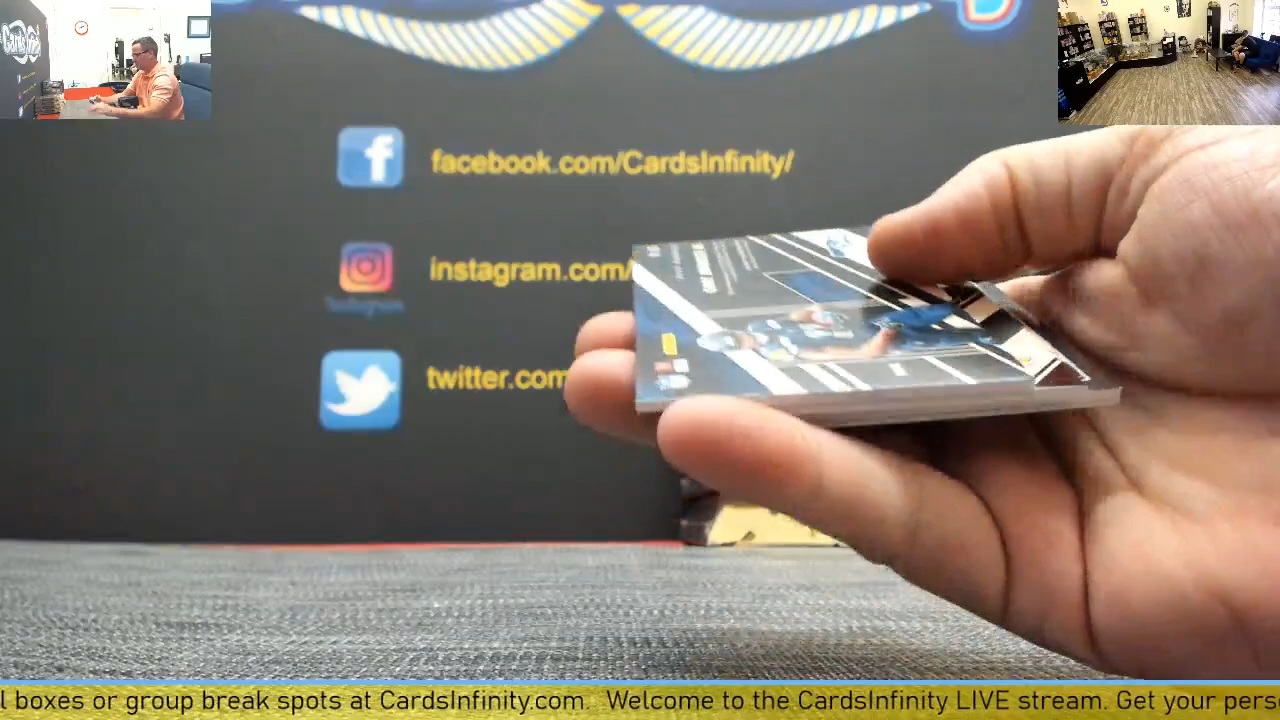 facebook.com/CardsInfinity/
instagram.com/
twitter.com
l boxes or group break spots at CardsInfinity.com. Welcome to the CardsInfinity LIVE stream. Get your pers